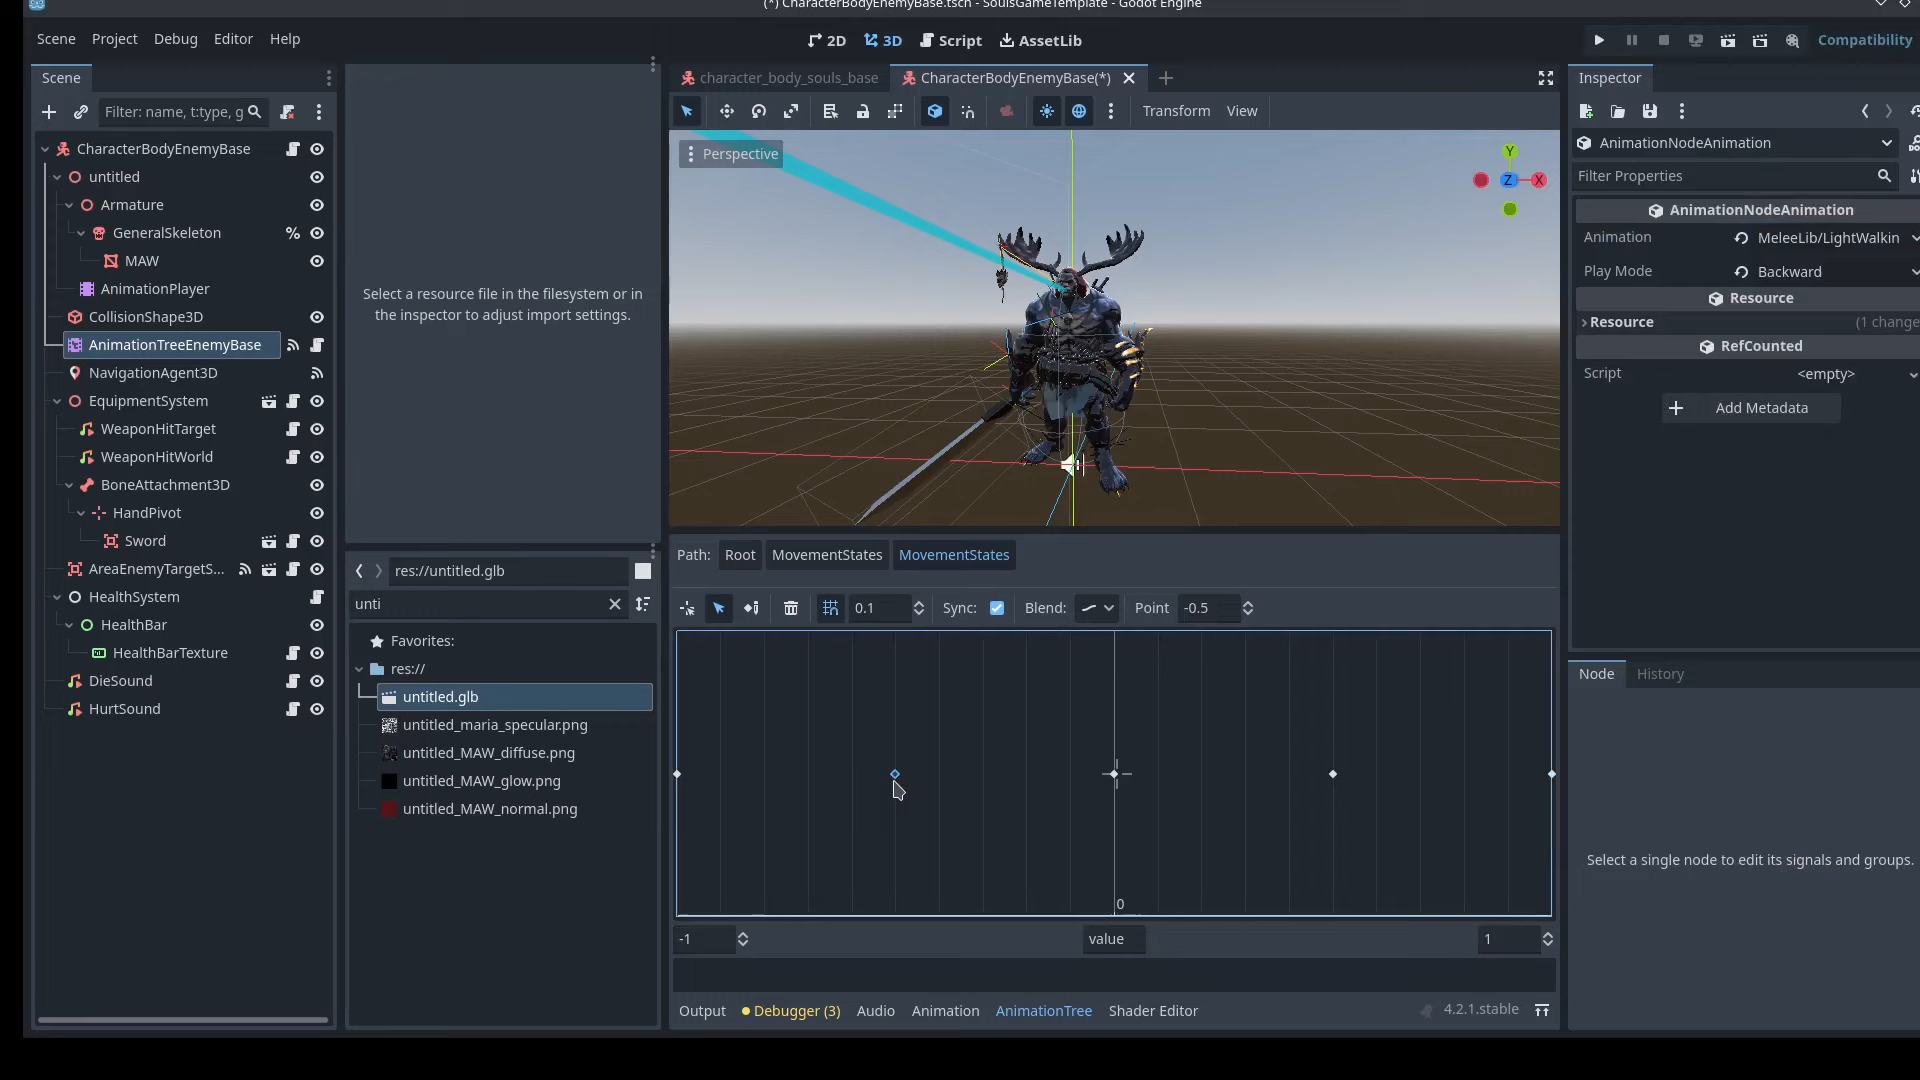 (*) CharacterBodyEnemyBase.tscn - SoulsGameTemplate - Godot Engine
Scene Project Debug Editor Help
2D 3D Script AssetLib
Compatibility
Scene
Filter: name, t:type, g
CharacterBodyEnemyBase
untitled
Armature
GeneralSkeleton
MAW
AnimationPlayer
CollisionShape3D
AnimationTreeEnemyBase
NavigationAgent3D
EquipmentSystem
WeaponHitTarget
WeaponHitWorld
BoneAttachment3D
HandPivot
Sword
AreaEnemyTargetS...
HealthSystem
HealthBar
HealthBarTexture
DieSound
HurtSound
Select a resource file in the filesystem or in
the inspector to adjust import settings.
res://untitled.glb
unti
Favorites:
res://
untitled.glb
untitled_maria_specular.png
untitled_MAW_diffuse.png
untitled_MAW_glow.png
untitled_MAW_normal.png
character_body_souls_base
CharacterBodyEnemyBase(*)
Transform View
Perspective
Y
Z
X
Path: Root MovementStates MovementStates
0.1 Sync: Blend: Point -0.5
0
-1 value 1
Output Debugger (3) Audio Animation AnimationTree Shader Editor 4.2.1.stable
Inspector
AnimationNodeAnimation
Filter Properties
AnimationNodeAnimation
Animation MeleeLib/LightWalkin
Play Mode Backward
Resource
Resource (1 change
RefCounted
Script <empty>
Add Metadata
Node History
Select a single node to edit its signals and groups.